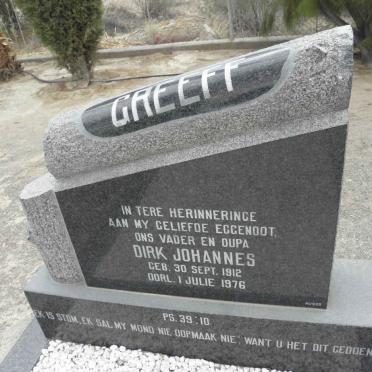 GREEFF
IN TERE HERINNERINGE
AAN MY GELIEFDE EGGENOOT,
ONS VADER EN OUPA
DIRK JOHANNES
GEB. 30 SEPT. 1912
OORL. 1 JULIE 1976
PS. 39:10
EK IS STOM, EK SAL MY MOND NIE OOPMAAK NIE; WANT U HET DIT GEDOEN